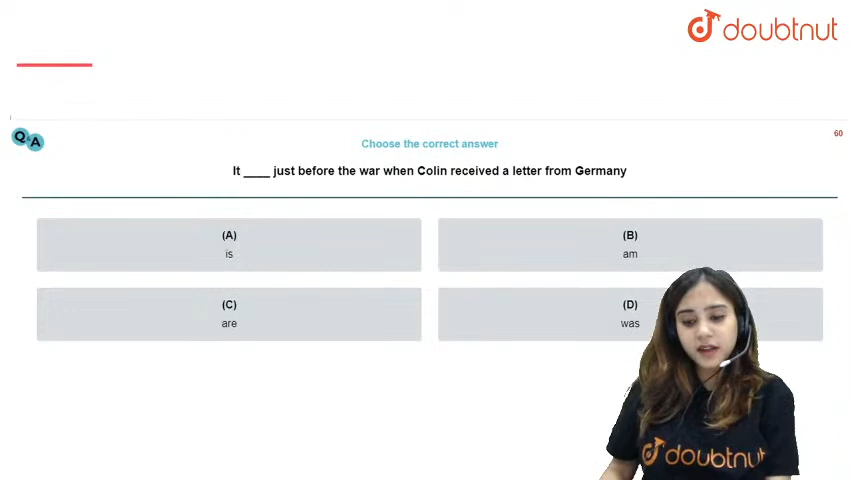 doubtnut
Q&A
60
Choose the correct answer
It ____ just before the war when Colin received a letter from Germany
(A)
is
(B)
am
(C)
are
(D)
was
doubtnut